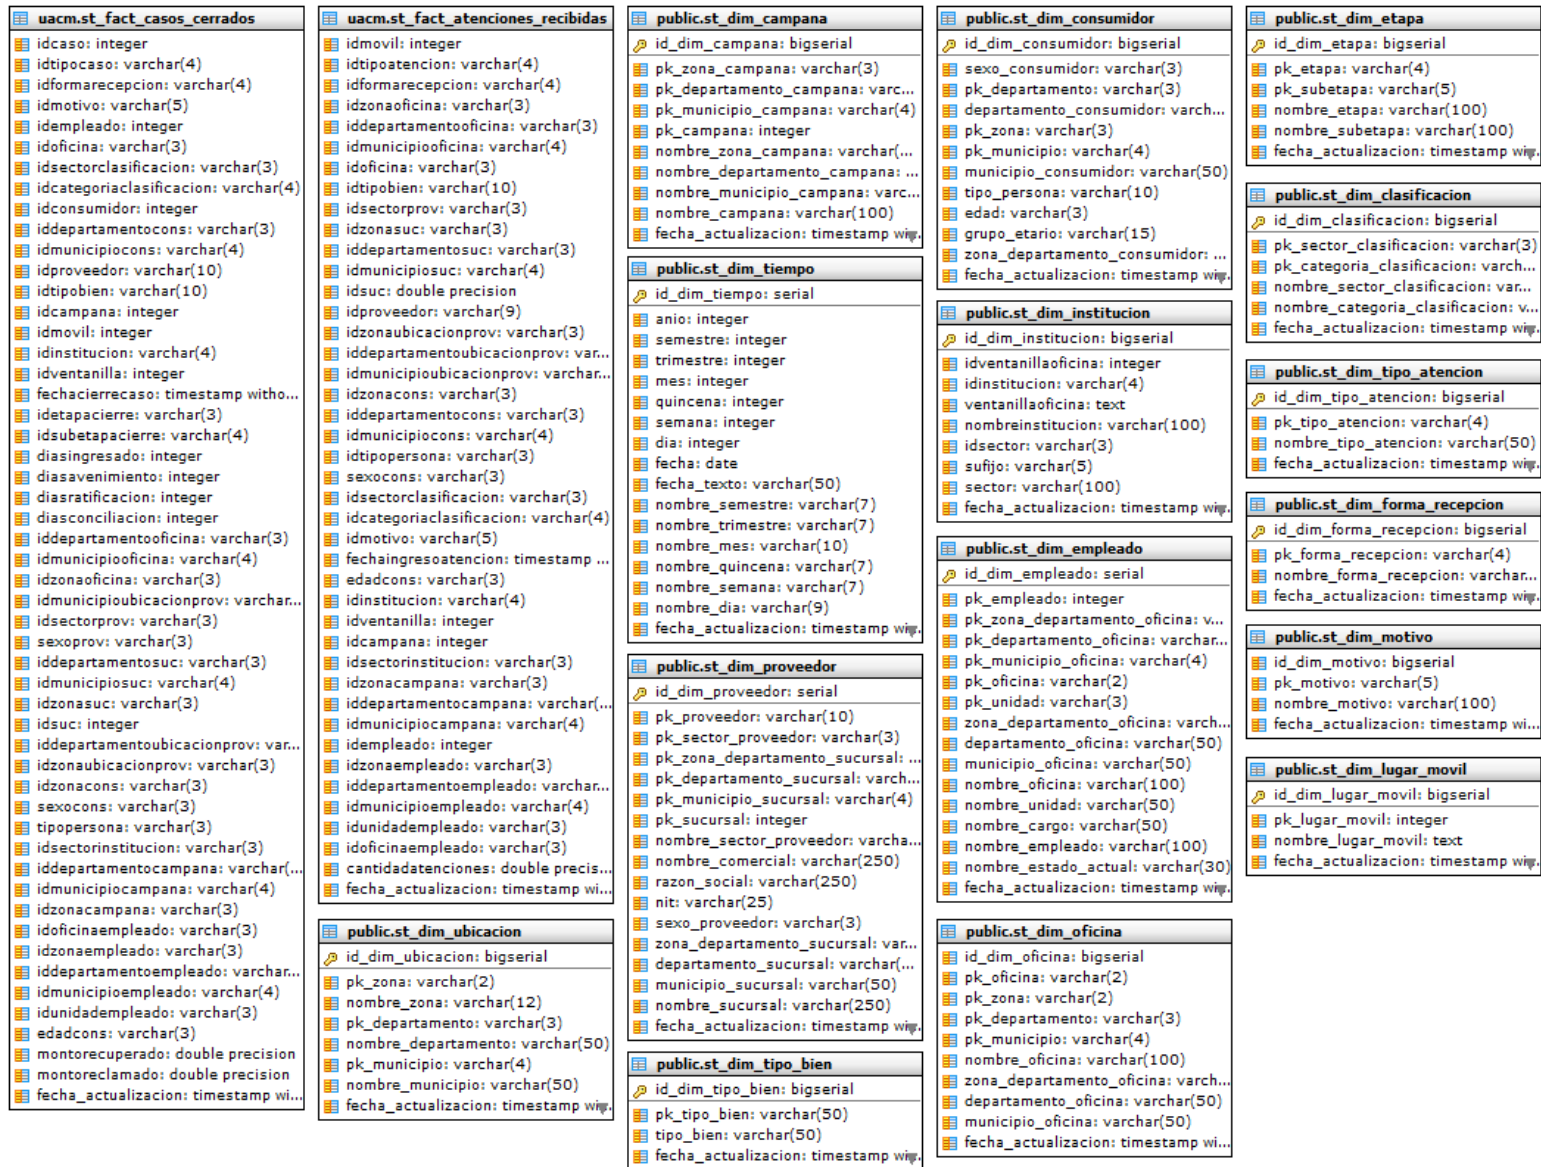 uacm.st_fact_casos_cerrados
idcaso: integer
idtipocaso: varchar(4)
idformarecepcion: varchar(4)
idmotivo: varchar(5)
idempleado: integer
idoficina: varchar(3)
idsectorclasificacion: varchar(3)
idcategoriaclasificacion: varchar(4)
idconsumidor: integer
iddepartamentocons: varchar(3)
idmunicipiocons: varchar(4)
idproveedor: varchar(10)
idtipobien: varchar(10)
idcampana: integer
idmovil: integer
idinstitucion: varchar(4)
idventanilla: integer
fechacierrecaso: timestamp witho...
idetapacierre: varchar(3)
idsubetapacierre: varchar(4)
diasingresado: integer
diasavenimiento: integer
diasratificacion: integer
diasconciliacion: integer
iddepartamentooficina: varchar(3)
idmunicipiooficina: varchar(4)
idzonaoficina: varchar(3)
idmunicipioubicacionprov: varchar...
idsectorprov: varchar(3)
sexoprov: varchar(3)
iddepartamentosuc: varchar(3)
idmunicipiosuc: varchar(4)
idzonasuc: varchar(3)
idsuc: integer
iddepartamentoubicacionprov: var...
idzonaubicacionprov: varchar(3)
idzonacons: varchar(3)
sexocons: varchar(3)
tipopersona: varchar(3)
idsectorinstitucion: varchar(3)
iddepartamentocampana: varchar(...
idmunicipiocampana: varchar(4)
idzonacampana: varchar(3)
idoficinaempleado: varchar(3)
idzonaempleado: varchar(3)
iddepartamentoempleado: varchar...
idmunicipioempleado: varchar(4)
idunidadempleado: varchar(3)
edadcons: varchar(3)
montorecuperado: double precision
montoreclamado: double precision
fecha_actualizacion: timestamp wi...
uacm.st_fact_atenciones_recibidas
idmovil: integer
idtipoatencion: varchar(4)
idformarecepcion: varchar(4)
idzonaoficina: varchar(3)
iddepartamentooficina: varchar(3)
idmunicipiooficina: varchar(4)
idoficina: varchar(3)
idtipobien: varchar(10)
idsectorprov: varchar(3)
idzonasuc: varchar(3)
iddepartamentosuc: varchar(3)
idmunicipiosuc: varchar(4)
idsuc: double precision
idproveedor: varchar(9)
idzonaubicacionprov: varchar(3)
iddepartamentoubicacionprov: var...
idmunicipioubicacionprov: varchar...
idzonacons: varchar(3)
iddepartamentocons: varchar(3)
idmunicipiocons: varchar(4)
idtipopersona: varchar(3)
sexocons: varchar(3)
idsectorclasificacion: varchar(3)
idcategoriaclasificacion: varchar(4)
idmotivo: varchar(5)
fechaingresoatencion: timestamp ...
edadcons: varchar(3)
idinstitucion: varchar(4)
idventanilla: integer
idcampana: integer
idsectorinstitucion: varchar(3)
idzonacampana: varchar(3)
iddepartamentocampana: varchar(...
idmunicipiocampana: varchar(4)
idempleado: integer
idzonaempleado: varchar(3)
iddepartamentoempleado: varchar...
idmunicipioempleado: varchar(4)
idunidadempleado: varchar(3)
idoficinaempleado: varchar(3)
cantidadatenciones: double precis...
fecha_actualizacion: timestamp wi...
public.st_dim_ubicacion
id_dim_ubicacion: bigserial
pk_zona: varchar(2)
nombre_zona: varchar(12)
pk_departamento: varchar(3)
nombre_departamento: varchar(50)
pk_municipio: varchar(4)
nombre_municipio: varchar(50)
fecha_actualizacion: timestamp wi...
public.st_dim_campana
id_dim_campana: bigserial
pk_zona_campana: varchar(3)
pk_departamento_campana: varc...
pk_municipio_campana: varchar(4)
pk_campana: integer
nombre_zona_campana: varchar(...
nombre_departamento_campana: ...
nombre_municipio_campana: varc...
nombre_campana: varchar(100)
fecha_actualizacion: timestamp wi...
public.st_dim_tiempo
id_dim_tiempo: serial
anio: integer
semestre: integer
trimestre: integer
mes: integer
quincena: integer
semana: integer
dia: integer
fecha: date
fecha_texto: varchar(50)
nombre_semestre: varchar(7)
nombre_trimestre: varchar(7)
nombre_mes: varchar(10)
nombre_quincena: varchar(7)
nombre_semana: varchar(7)
nombre_dia: varchar(9)
fecha_actualizacion: timestamp wi...
public.st_dim_proveedor
id_dim_proveedor: serial
pk_proveedor: varchar(10)
pk_sector_proveedor: varchar(3)
pk_zona_departamento_sucursal: ...
pk_departamento_sucursal: varch...
pk_municipio_sucursal: varchar(4)
pk_sucursal: integer
nombre_sector_proveedor: varcha...
nombre_comercial: varchar(250)
razon_social: varchar(250)
nit: varchar(25)
sexo_proveedor: varchar(3)
zona_departamento_sucursal: var...
departamento_sucursal: varchar(...
municipio_sucursal: varchar(50)
nombre_sucursal: varchar(250)
fecha_actualizacion: timestamp wi...
public.st_dim_tipo_bien
id_dim_tipo_bien: bigserial
pk_tipo_bien: varchar(50)
tipo_bien: varchar(50)
fecha_actualizacion: timestamp wi...
public.st_dim_consumidor
id_dim_consumidor: bigserial
sexo_consumidor: varchar(3)
pk_departamento: varchar(3)
departamento_consumidor: varch...
pk_zona: varchar(3)
pk_municipio: varchar(4)
municipio_consumidor: varchar(50)
tipo_persona: varchar(10)
edad: varchar(3)
grupo_etario: varchar(15)
zona_departamento_consumidor: ...
fecha_actualizacion: timestamp wi...
public.st_dim_institucion
id_dim_institucion: bigserial
idventanillaoficina: integer
idinstitucion: varchar(4)
ventanillaoficina: text
nombreinstitucion: varchar(100)
idsector: varchar(3)
sufijo: varchar(5)
sector: varchar(100)
fecha_actualizacion: timestamp wi...
public.st_dim_empleado
id_dim_empleado: serial
pk_empleado: integer
pk_zona_departamento_oficina: v...
pk_departamento_oficina: varchar...
pk_municipio_oficina: varchar(4)
pk_oficina: varchar(2)
pk_unidad: varchar(3)
zona_departamento_oficina: varch...
departamento_oficina: varchar(50)
municipio_oficina: varchar(50)
nombre_oficina: varchar(100)
nombre_unidad: varchar(50)
nombre_cargo: varchar(50)
nombre_empleado: varchar(100)
nombre_estado_actual: varchar(30)
fecha_actualizacion: timestamp wi...
public.st_dim_oficina
id_dim_oficina: bigserial
pk_oficina: varchar(2)
pk_zona: varchar(2)
pk_departamento: varchar(3)
pk_municipio: varchar(4)
nombre_oficina: varchar(100)
zona_departamento_oficina: varch...
departamento_oficina: varchar(50)
municipio_oficina: varchar(50)
fecha_actualizacion: timestamp wi...
public.st_dim_etapa
id_dim_etapa: bigserial
pk_etapa: varchar(4)
pk_subetapa: varchar(5)
nombre_etapa: varchar(100)
nombre_subetapa: varchar(100)
fecha_actualizacion: timestamp wi...
public.st_dim_clasificacion
id_dim_clasificacion: bigserial
pk_sector_clasificacion: varchar(3)
pk_categoria_clasificacion: varch...
nombre_sector_clasificacion: var...
nombre_categoria_clasificacion: v...
fecha_actualizacion: timestamp wi...
public.st_dim_tipo_atencion
id_dim_tipo_atencion: bigserial
pk_tipo_atencion: varchar(4)
nombre_tipo_atencion: varchar(50)
fecha_actualizacion: timestamp wi...
public.st_dim_forma_recepcion
id_dim_forma_recepcion: bigserial
pk_forma_recepcion: varchar(4)
nombre_forma_recepcion: varchar...
fecha_actualizacion: timestamp wi...
public.st_dim_motivo
id_dim_motivo: bigserial
pk_motivo: varchar(5)
nombre_motivo: varchar(100)
fecha_actualizacion: timestamp wi...
public.st_dim_lugar_movil
id_dim_lugar_movil: bigserial
pk_lugar_movil: integer
nombre_lugar_movil: text
fecha_actualizacion: timestamp wi...